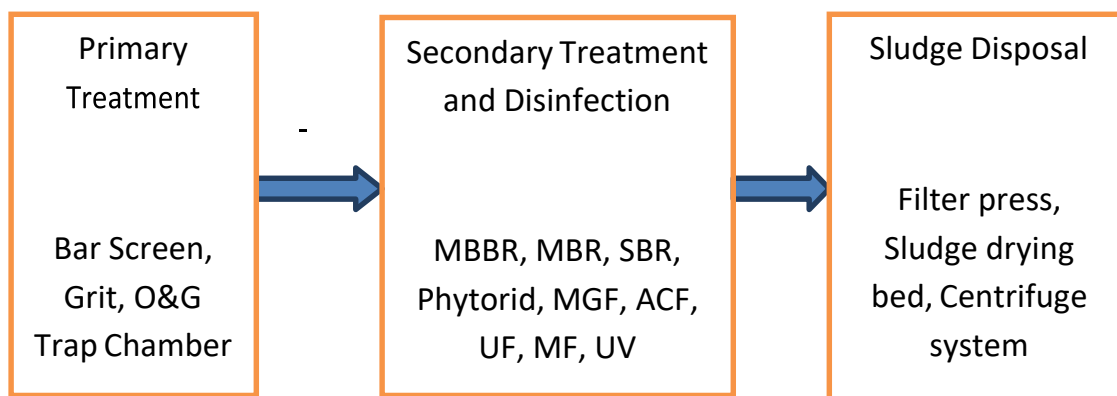 Primary
Treatment
Bar Screen,
Grit, O&G
Trap Chamber
-
Secondary Treatment
and Disinfection
MBBR, MBR, SBR,
Phytorid, MGF, ACF,
UF, MF, UV
Sludge Disposal
Filter press,
Sludge drying
bed, Centrifuge
system